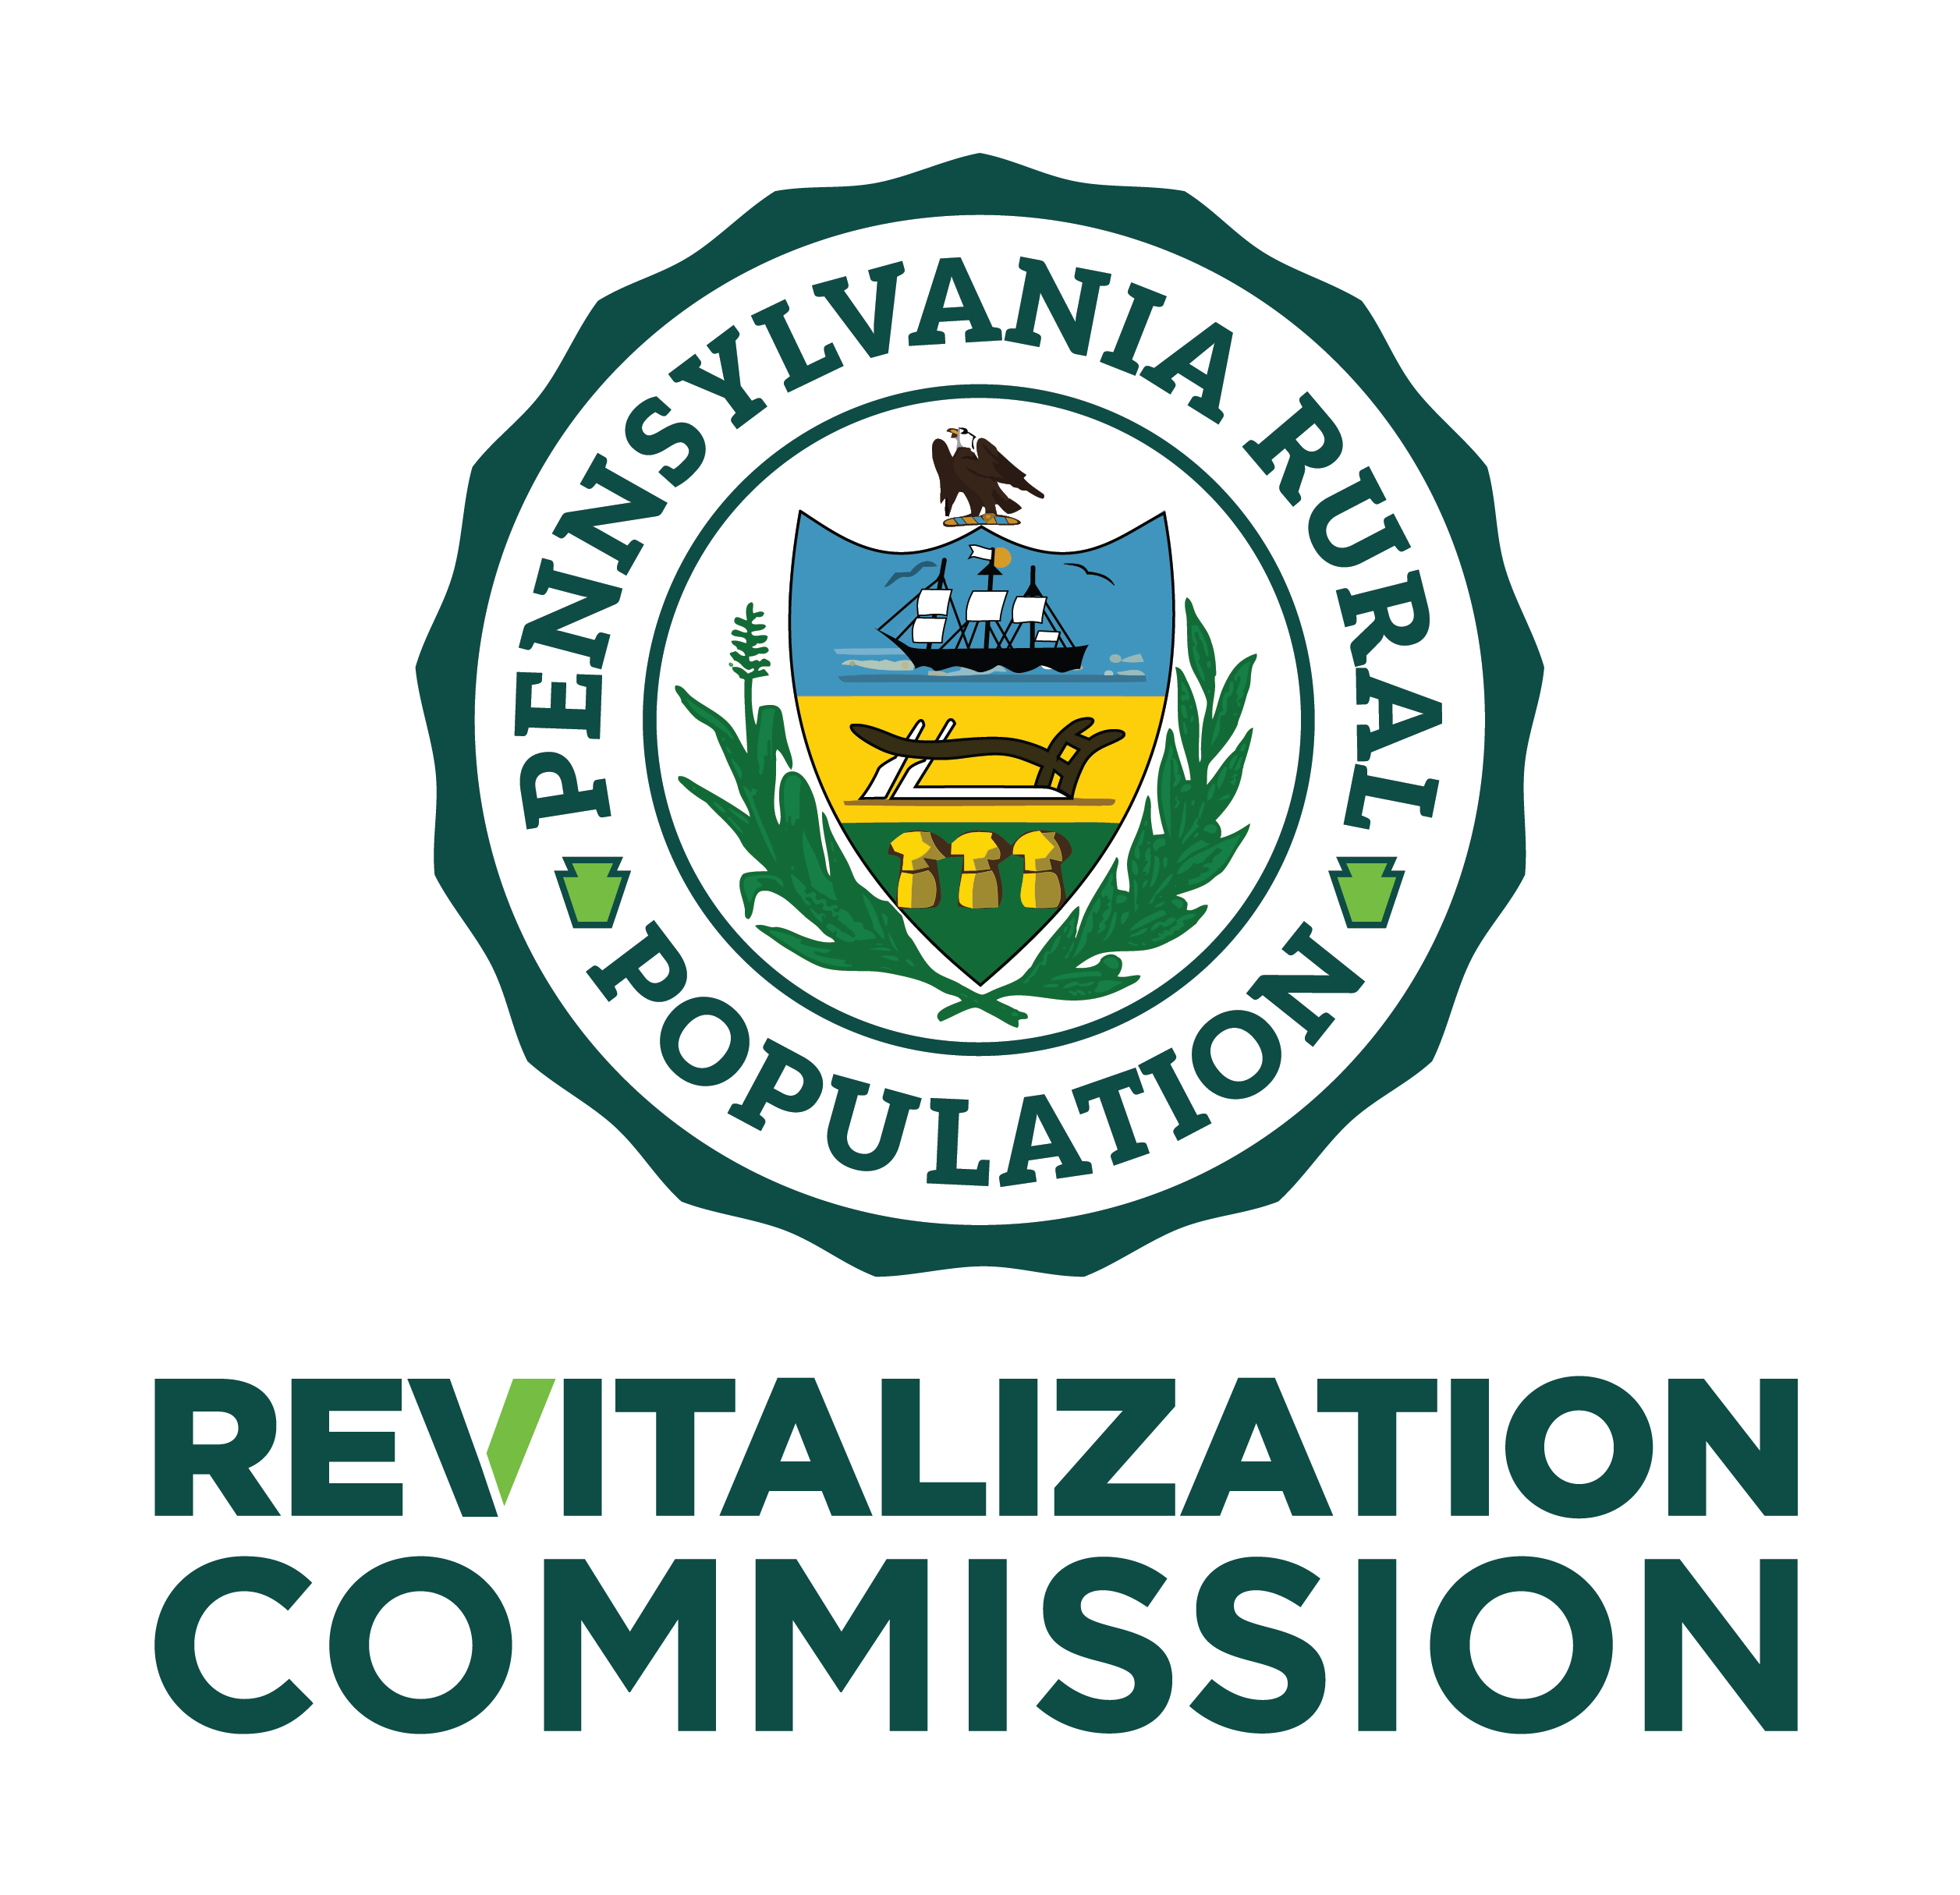 PENNSYLVANIA RURAL
POPULATION
REVITALIZATION
COMMISSION